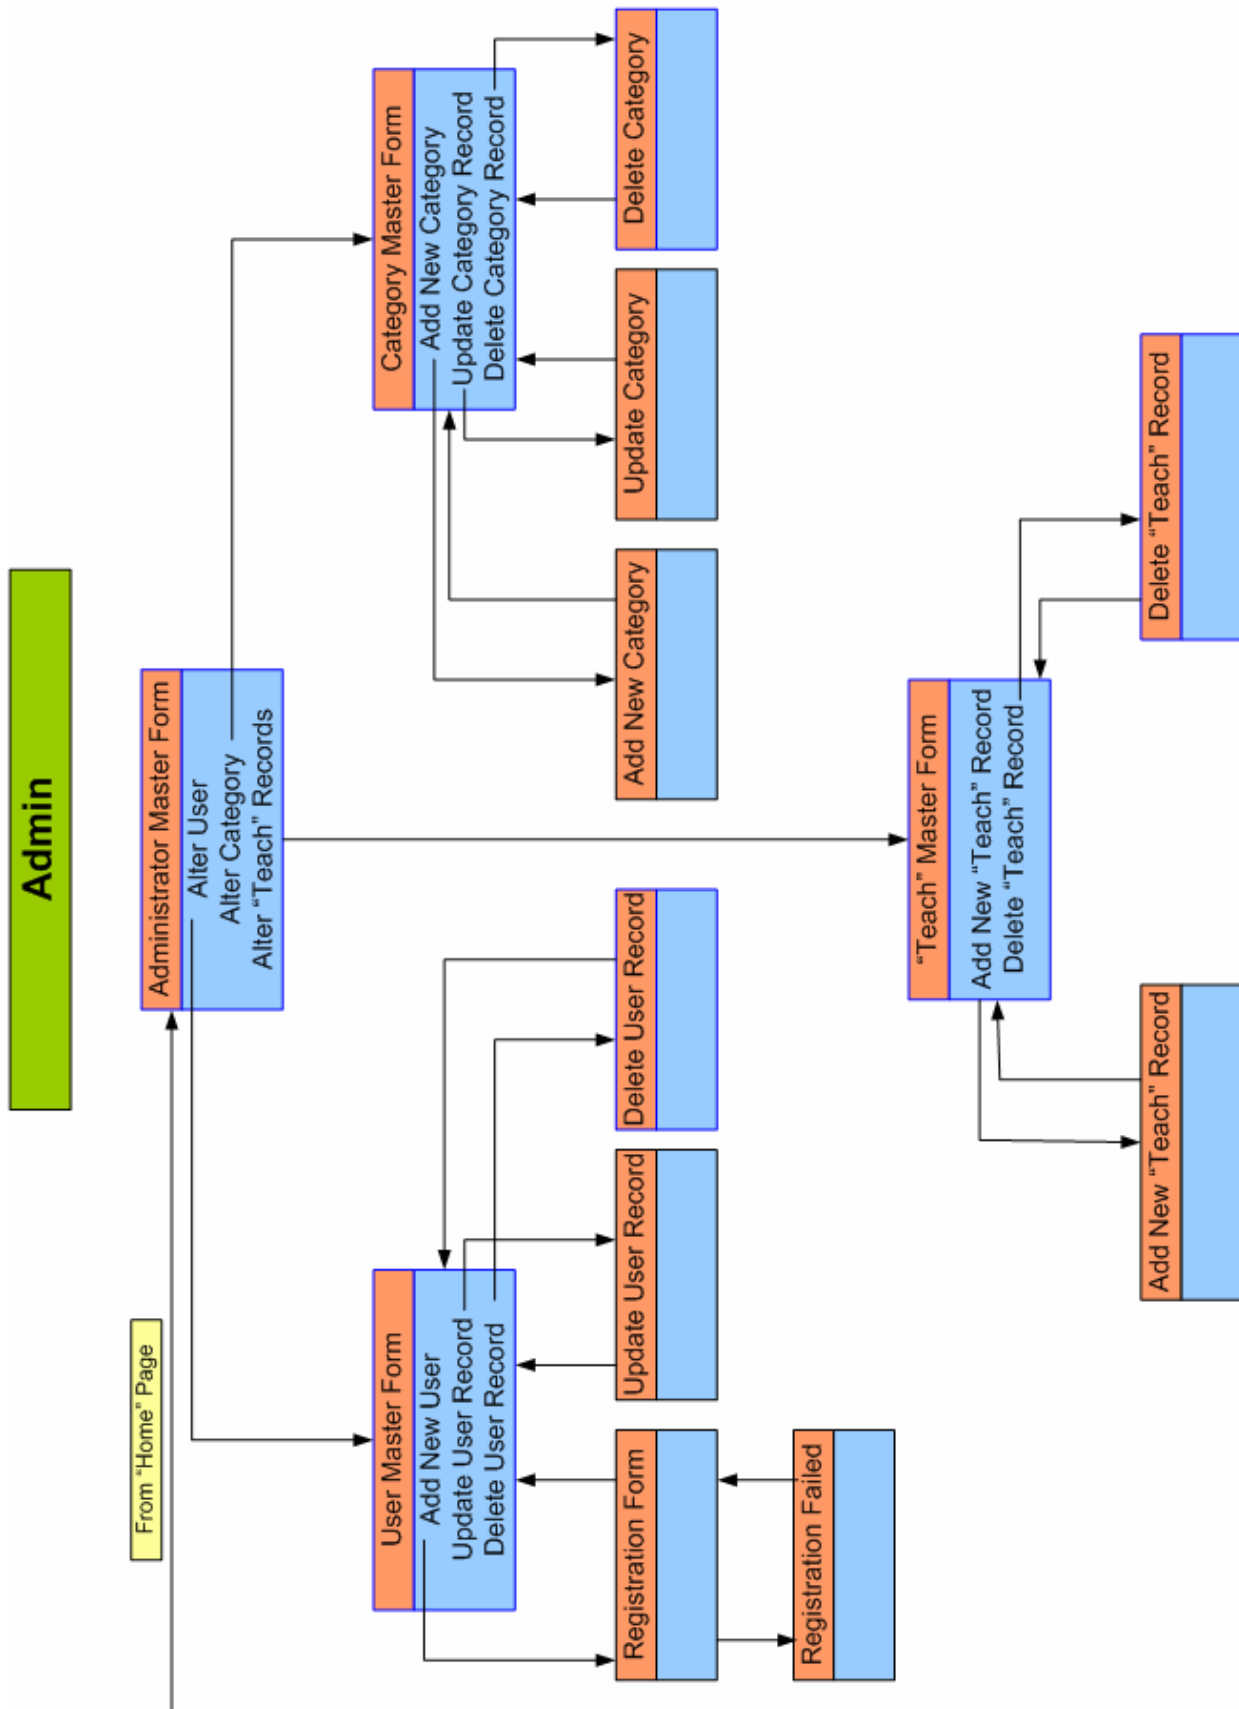 Admin
From “Home” Page
Administrator Master Form
Alter User
Alter Category
Alter “Teach” Records
User Master Form
Add New User
Update User Record
Delete User Record
Category Master Form
Add New Category
Update Category Record
Delete Category Record
Registration Form
Update User Record
Delete User Record
Add New Category
Update Category
Delete Category
Registration Failed
“Teach” Master Form
Add New “Teach” Record
Delete “Teach” Record
Add New “Teach” Record
Delete “Teach” Record